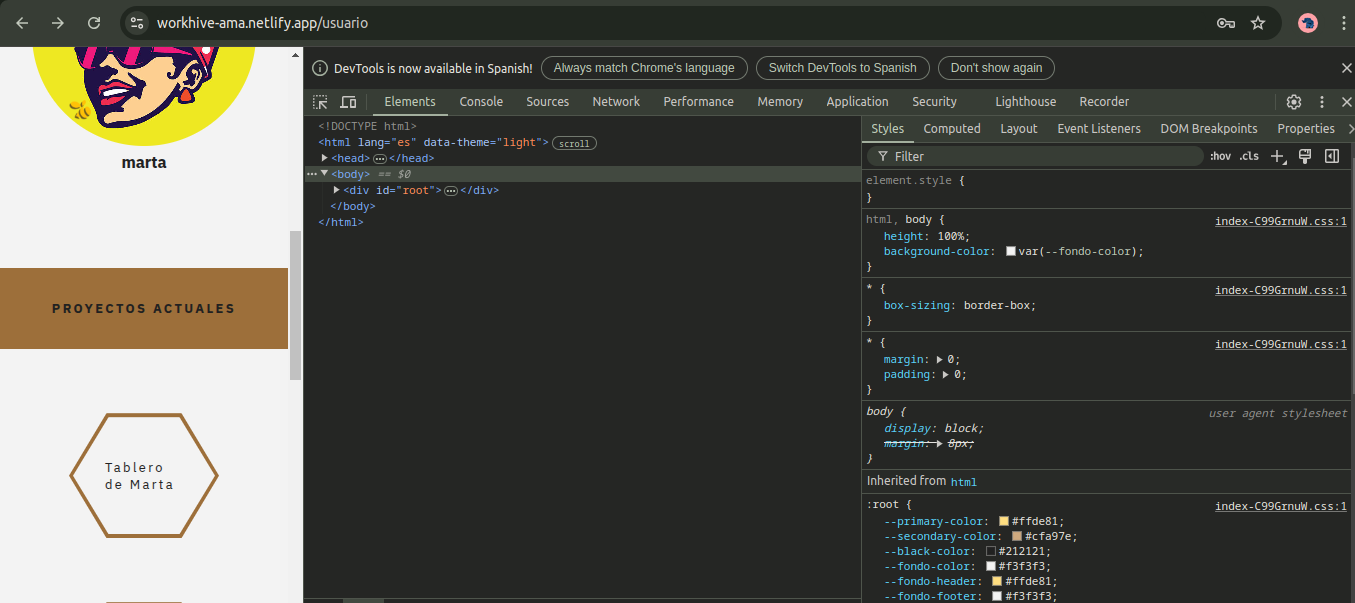 workhive-ama.netlify.app/usuario
marta
PROYECTOS ACTUALES
Tablero
de Marta
DevTools is now available in Spanish! Always match Chrome's language Switch DevTools to Spanish Don't show again
Elements Console Sources Network Performance Memory Application Security Lighthouse Recorder
<!DOCTYPE html>
<html lang="es" data-theme="light"> scroll
<head> </head>
<body> == $0
<div id="root"> </div>
</body>
</html>
Styles Computed Layout Event Listeners DOM Breakpoints Properties
Filter :hov .cls
element.style {
}
html, body { index-C99GrnuW.css:1
height: 100%;
background-color: var(--fondo-color);
}
* { index-C99GrnuW.css:1
box-sizing: border-box;
}
* { index-C99GrnuW.css:1
margin: 0;
padding: 0;
}
body { user agent stylesheet
display: block;
margin: 8px;
}
Inherited from html
:root { index-C99GrnuW.css:1
--primary-color: #ffde81;
--secondary-color: #cfa97e;
--black-color: #212121;
--fondo-color: #f3f3f3;
--fondo-header: #ffde81;
--fondo-footer: #f3f3f3;